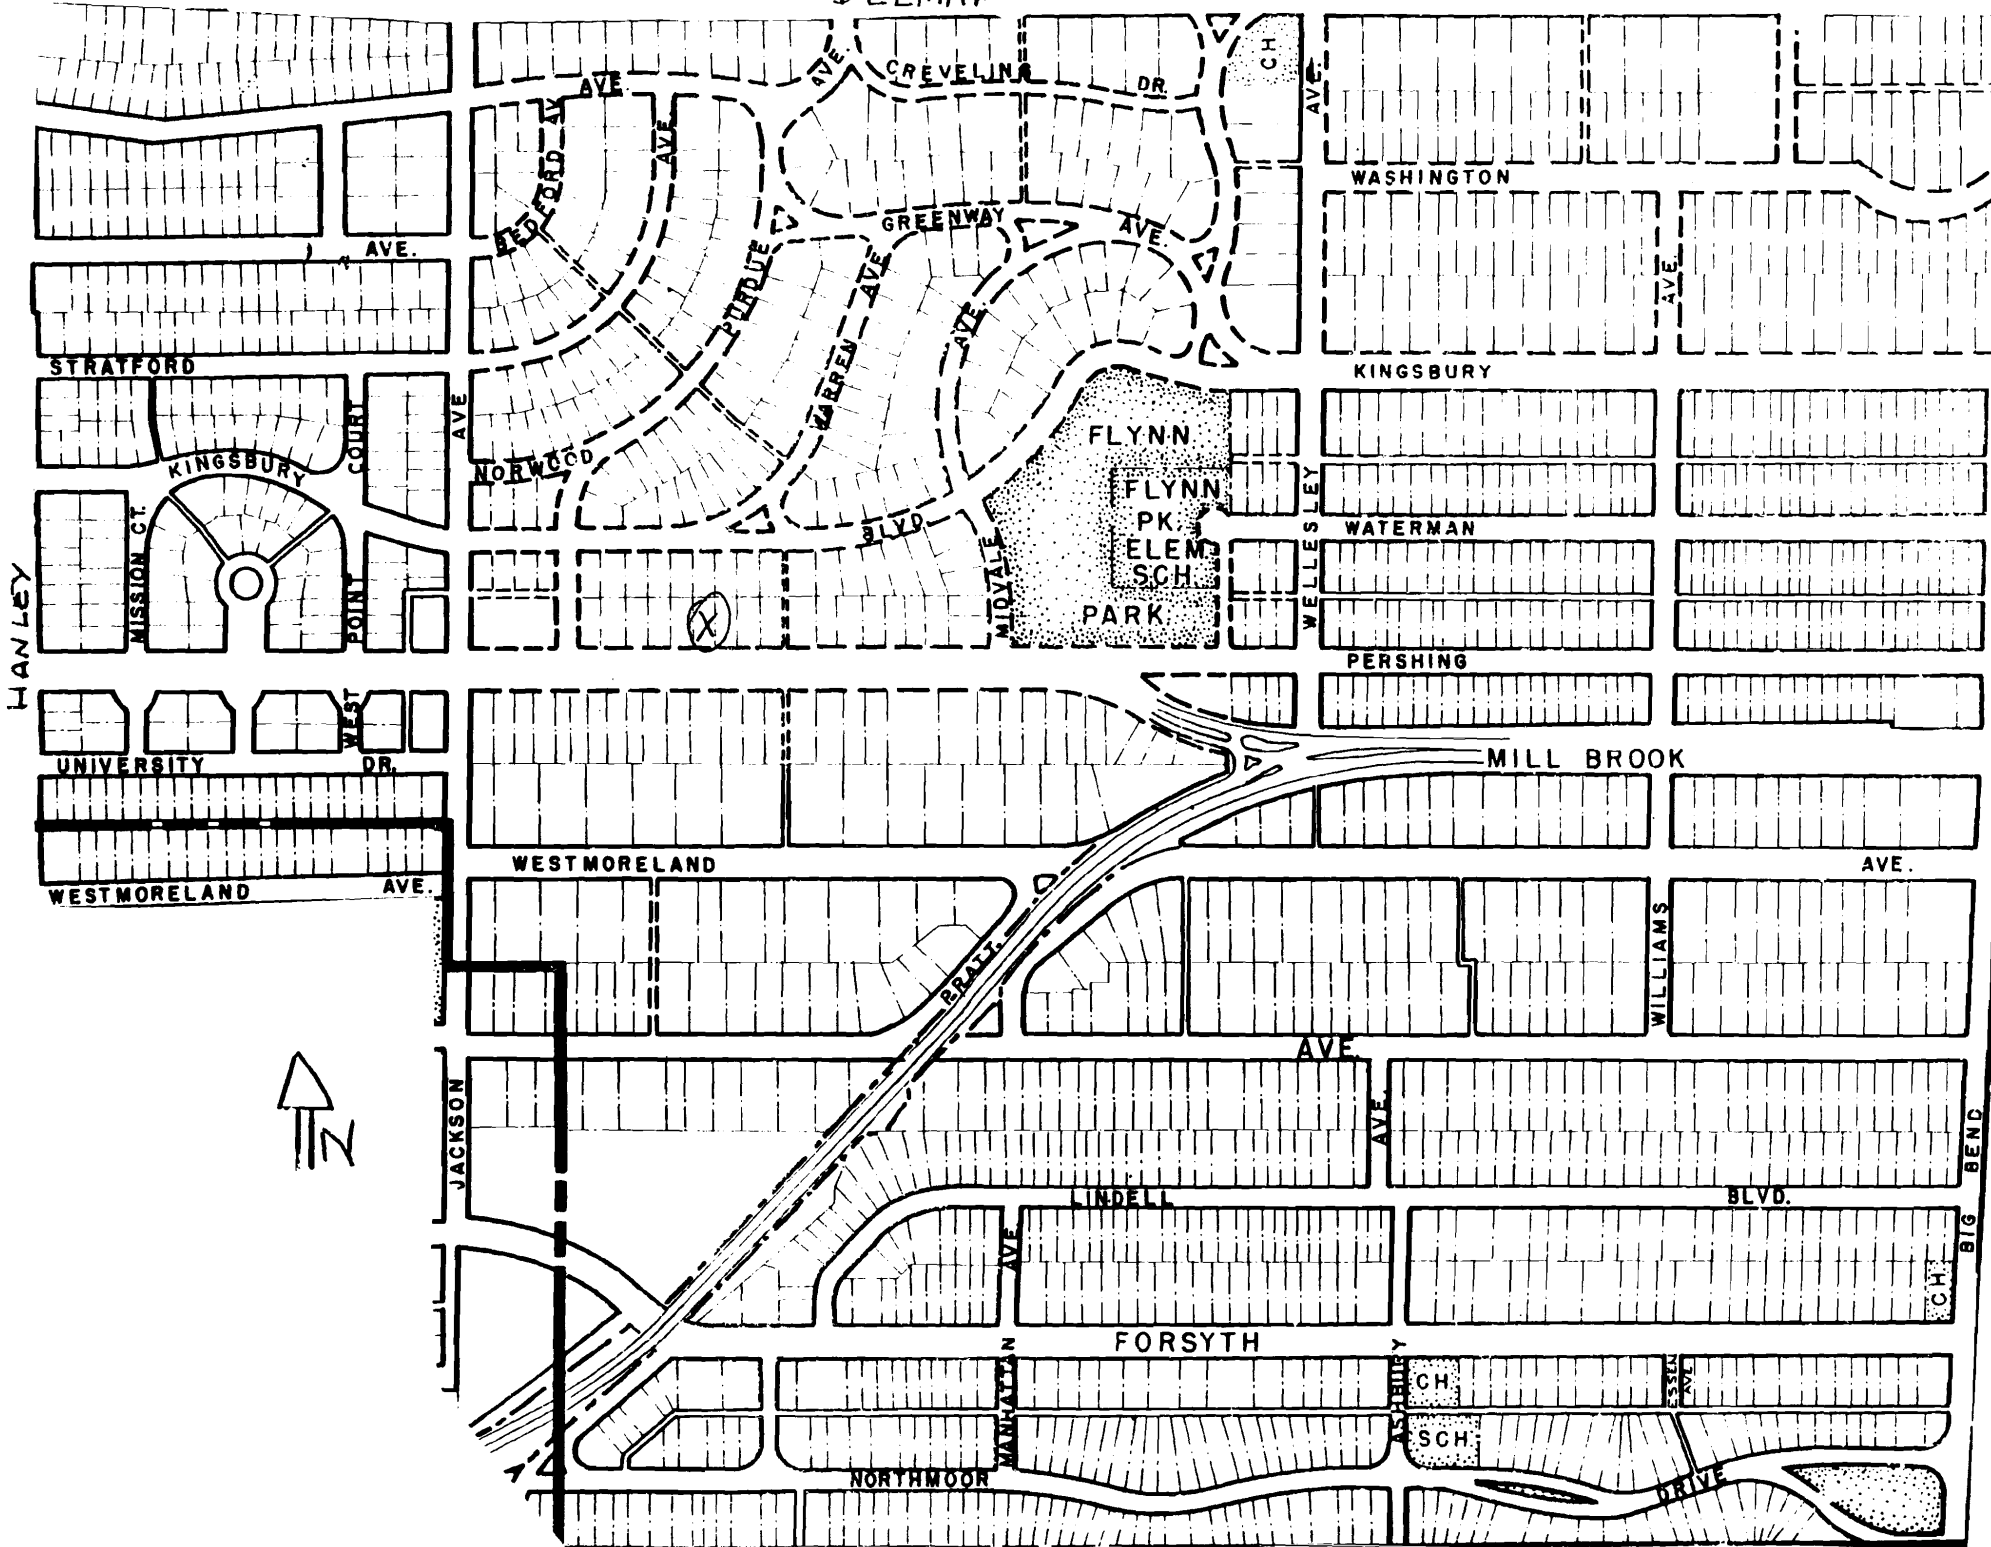 CREVELING
AVE.
AVE.
DR.
CH
AVE.
BEDFORD AV
AVE.
WASHINGTON
GREENWAY
AVE.
AVE.
PURDUE
WARREN AVE
AVE.
AVE.
STRATFORD
KINGSBURY
COURT
AVE
KINGSBURY
NORWOOD
FLYNN
FLYNN
PK.
ELEM.
SCH.
PARK
MISSION CT.
BLVD.
MIDVALE
WELLESLEY
WATERMAN
HANLEY
POINT
X
PERSHING
WEST
UNIVERSITY
DR.
MILL BROOK
WESTMORELAND
AVE.
WESTMORELAND
AVE.
PRATT
WILLIAMS
AVE.
N
JACKSON
AVE.
BEND
LINDELL
BLVD.
AVE.
BIG
CH
FORSYTH
MANHATTAN
ASHBURY
CH
ESSEN
AVE
SCH
NORTHMOOR
DRIVE